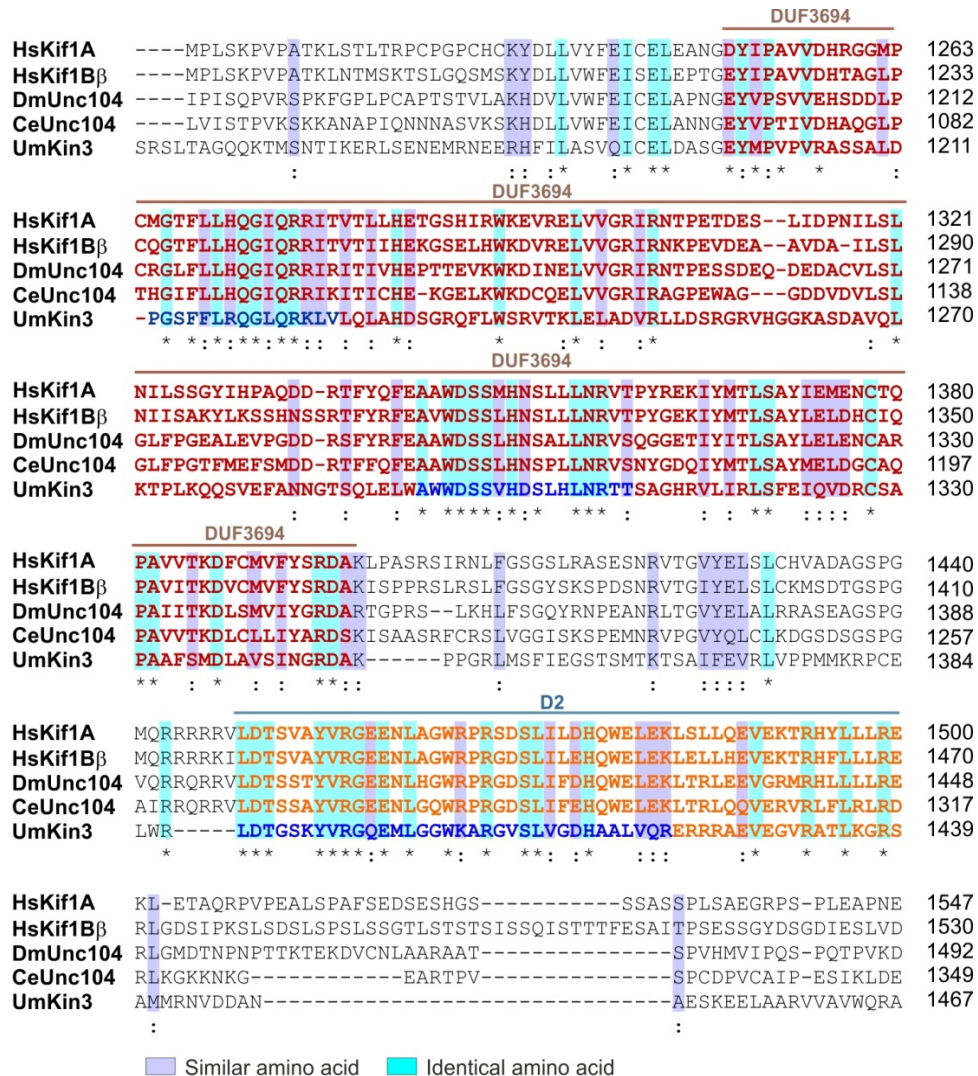 DUF3694
HsKif1A ----MPLSKPVPATKLSTLTRPCPGPCHCKYDLLVYFEICELEANGDYIPAVVDHRGGMP 1263
HsKif1Bβ ----MPLSKPVPATKLNTMSKTSLGQSMSKYDLLVWFEISELEPTGEYIPAVVDHTAGLP 1233
DmUnc104 ----IPISQPVRSPKFGPLPCAPTSTVLAKHDVLVWFEICELAPNGEYVPSVVEHSDDLP 1212
CeUnc104 ----LVISTPVKSKKANAPIQNNNASVKSKHDLLVWFEICELANNGEYVPTIVDHAQGLP 1082
UmKin3 SRSLTAGQQKTMSNTIKERLSENEMRNEERHFILASVQICELDASGEYMPVPVRASSALD 1211
: :: : * * ** *:*: * :
DUF3694
HsKif1A CMGTFLLHQGIQRRITVTLLHETGSHIRWKEVRELVVGRIRNTPETDES--LIDPNILSL 1321
HsKif1Bβ CQGTFLLHQGIQRRITVTIIHEKGSELHWKDVRELVVGRIRNKPEVDEA--AVDA-ILSL 1290
DmUnc104 CRGLFLLHQGIQRRIRITIVHEPTTEVKWKDINELVVGRIRNTPESSDEQ-DEDACVLSL 1271
CeUnc104 THGIFLLHQGIQRRIKITICHE-KGELKWKDCQELVVGRIRAGPEWAG---GDDVDVLSL 1138
UmKin3 -PGSFFLRQGLQRKLVLQLAHDSGRQFLWSRVTKLELADVRLLDSRGRVHGGKASDAVQL 1270
* *:*:**:**::: : *: * * : :* : *
DUF3694
HsKif1A NILSSGYIHPAQDD-RTFYQFEAAWDSSMHNSLLLNRVTPYREKIYMTLSAYIEMENCTQ 1380
HsKif1Bβ NIISAKYLKSSHNSSRTFYRFEAVWDSSLHNSLLLNRVTPYGEKIYMTLSAYLELDHCIQ 1350
DmUnc104 GLFPGEALEVPGDD-RSFYRFEAAWDSSLHNSALLNRVSQGGETIYITLSAYLELENCAR 1330
CeUnc104 GLFPGTFMEFSMDD-RTFFQFEAAWDSSLHNSPLLNRVSNYGDQIYMTLSAYMELDGCAQ 1197
UmKin3 KTPLKQQSVEFANNGTSQLELWAWWDSSVHDSLHLNRTTSAGHRVLIRLSFEIQVDRCSA 1330
: : : * ****:*:* *** : : : ** :::: *
DUF3694
HsKif1A PAVVTKDFCMVFYSRDAKLPASRSIRNLFGSGSLRASESNRVTGVYELSLCHVADAGSPG 1440
HsKif1Bβ PAVITKDVCMVFYSRDAKISPPRSLRSLFGSGYSKSPDSNRVTGIYELSLCKMSDTGSPG 1410
DmUnc104 PAIITKDLSMVIYGRDARTGPRS--LKHLFSGQYRNPEANRLTGVYELALRRASEAGSPG 1388
CeUnc104 PAVVTKDLCLLIYARDSKISAASRFCRSLVGGISKSPEMNRVPGVYQLCLKDGSDSGSPG 1257
UmKin3 PAAFSMDLAVSINGRDAK------PPGRLMSFIEGSTSMTKTSAIFEVRLVPPMMKRPCE 1384
** : * : : **:: : : :::: *
D2
HsKif1A MQRRRRRVLDTSVAYVRGEENLAGWRPRSDSLILDHQWELEKLSLLQEVEKTRHYLLLRE 1500
HsKif1Bβ MQRRRRKILDTSVAYVRGEENLAGWRPRGDSLILEHQWELEKLELLHEVEKTRHFLLLRE 1470
DmUnc104 VQRRQRRVLDTSSTYVRGEENLHGWRPRGDSLIFDHQWELEKLTRLEEVGRMRHLLLLRE 1448
CeUnc104 AIRRQRRVLDTSSAYVRGEENLGQWRPRGDSLIFEHQWELEKLTRLQQVERVRLFLRLRD 1317
UmKin3 LWR-----LDTGSKYVRGQEMLGGWKARGVSLVGDHAALVQRERRRAEVEGVRATLKGRS 1439
* *** ****:* * *: * **: :* :: :* * * *
HsKif1A KL-ETAQRPVPEALSPAFSEDSESHGS-----------SSASSPLSAEGRPS-PLEAPNE 1547
HsKif1Bβ RLGDSIPKSLSDSLSPSLSSGTLSTSTSISSQISTTTFESAITPSESSGYDSGDIESLVD 1530
DmUnc104 RLGMDTNPNPTTKTEKDVCNLAARAAT---------------SPVHMVIPQS-PQTPVKD 1492
CeUnc104 RLKGKKNKG-----------EARTPV----------------SPCDPVCAIP-ESIKLDE 1349
UmKin3 AMMRNVDDAN--------------------------------AESKEELAARVVAVWQRA 1467
: :
Similar amino acid Identical amino acid